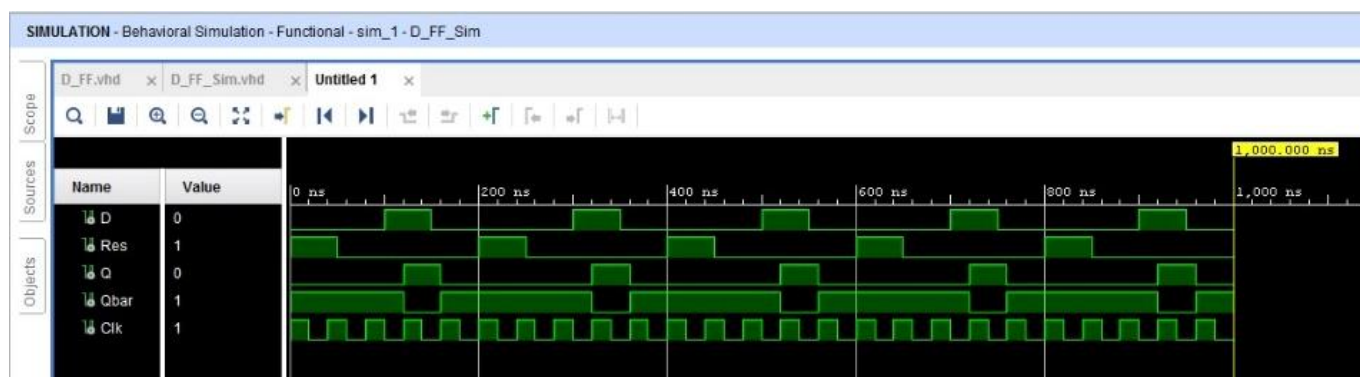 SIMULATION - Behavioral Simulation - Functional - sim_1 - D_FF_Sim
D_FF.vhd × D_FF_Sim.vhd × Untitled 1 ×
Scope
Sources
Objects
1,000.000 ns
Name Value 0 ns 200 ns 400 ns 600 ns 800 ns 1,000 ns
D 0
Res 1
Q 0
Qbar 1
Clk 1